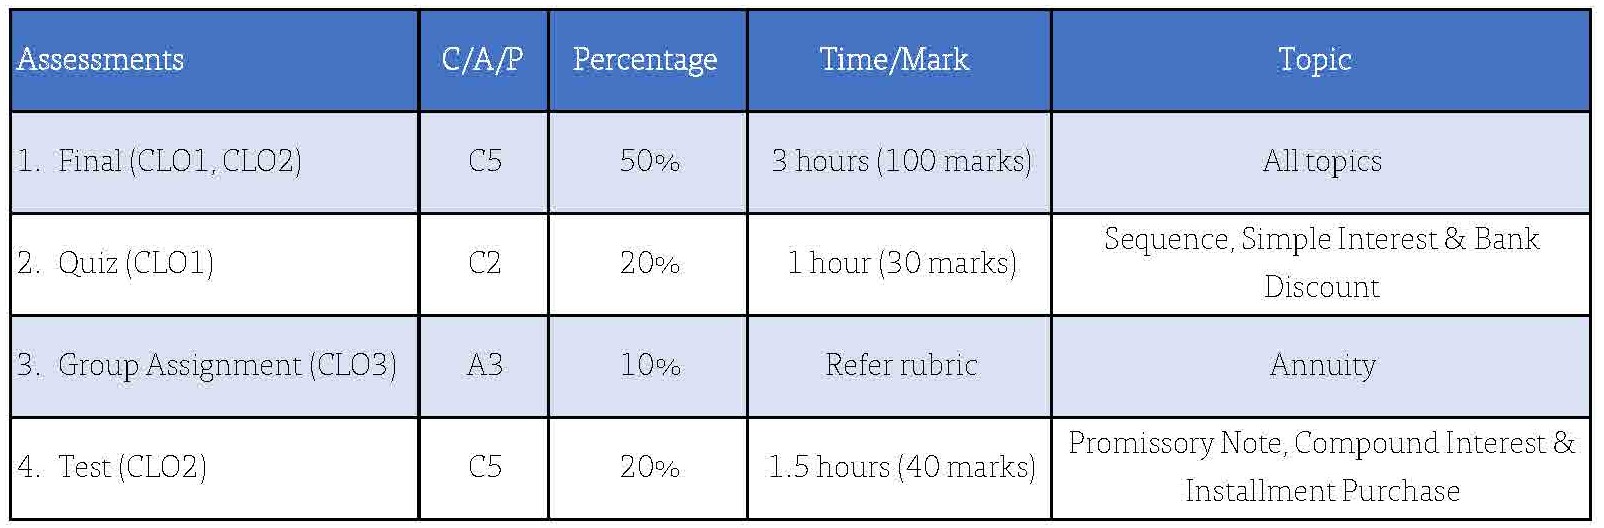 Assessments C/A/P Percentage Time/Mark Topic
1. Final (CLO1, CLO2) C5 50% 3 hours (100 marks) All topics
2. Quiz (CLO1) C2 20% 1 hour (30 marks) Sequence, Simple Interest & Bank
Discount
3. Group Assignment (CLO3) A3 10% Refer rubric Annuity
4. Test (CLO2) C5 20% 1.5 hours (40 marks) Promissory Note, Compound Interest &
Installment Purchase